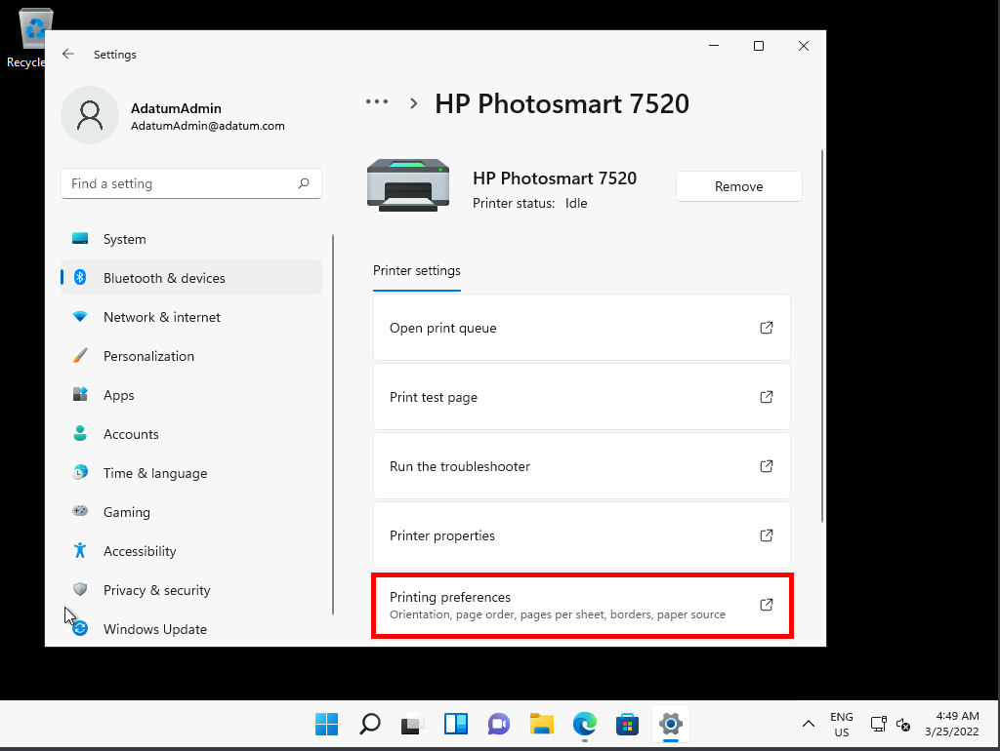 Recycle
Settings
AdatumAdmin
AdatumAdmin@adatum.com
Find a setting
System
Bluetooth & devices
Network & internet
Personalization
Apps
Accounts
Time & language
Gaming
Accessibility
Privacy & security
Windows Update
HP Photosmart 7520
HP Photosmart 7520
Printer status: Idle
Remove
Printer settings
Open print queue
Print test page
Run the troubleshooter
Printer properties
Printing preferences
Orientation, page order, pages per sheet, borders, paper source
ENG
US
4:49 AM
3/25/2022